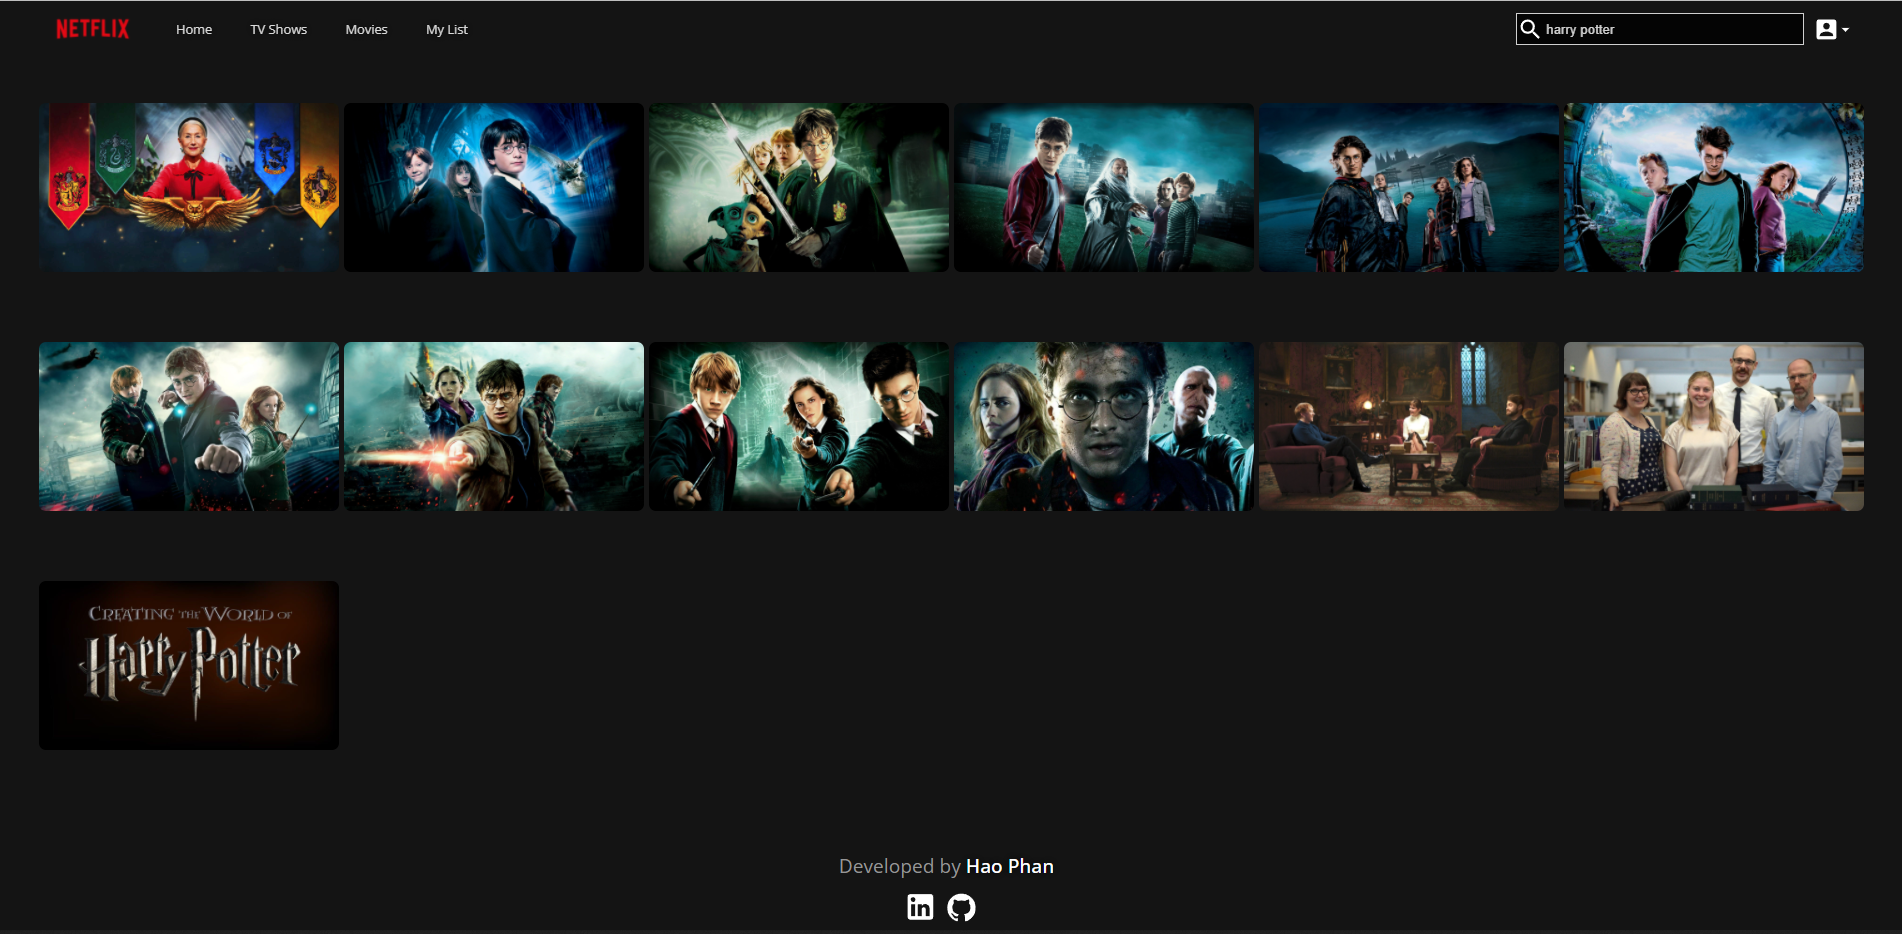 NETFLIX
Home
TV Shows
Movies
My List
harry potter
CREATING THE WORLD OF
Harry Potter
Developed by Hao Phan
in